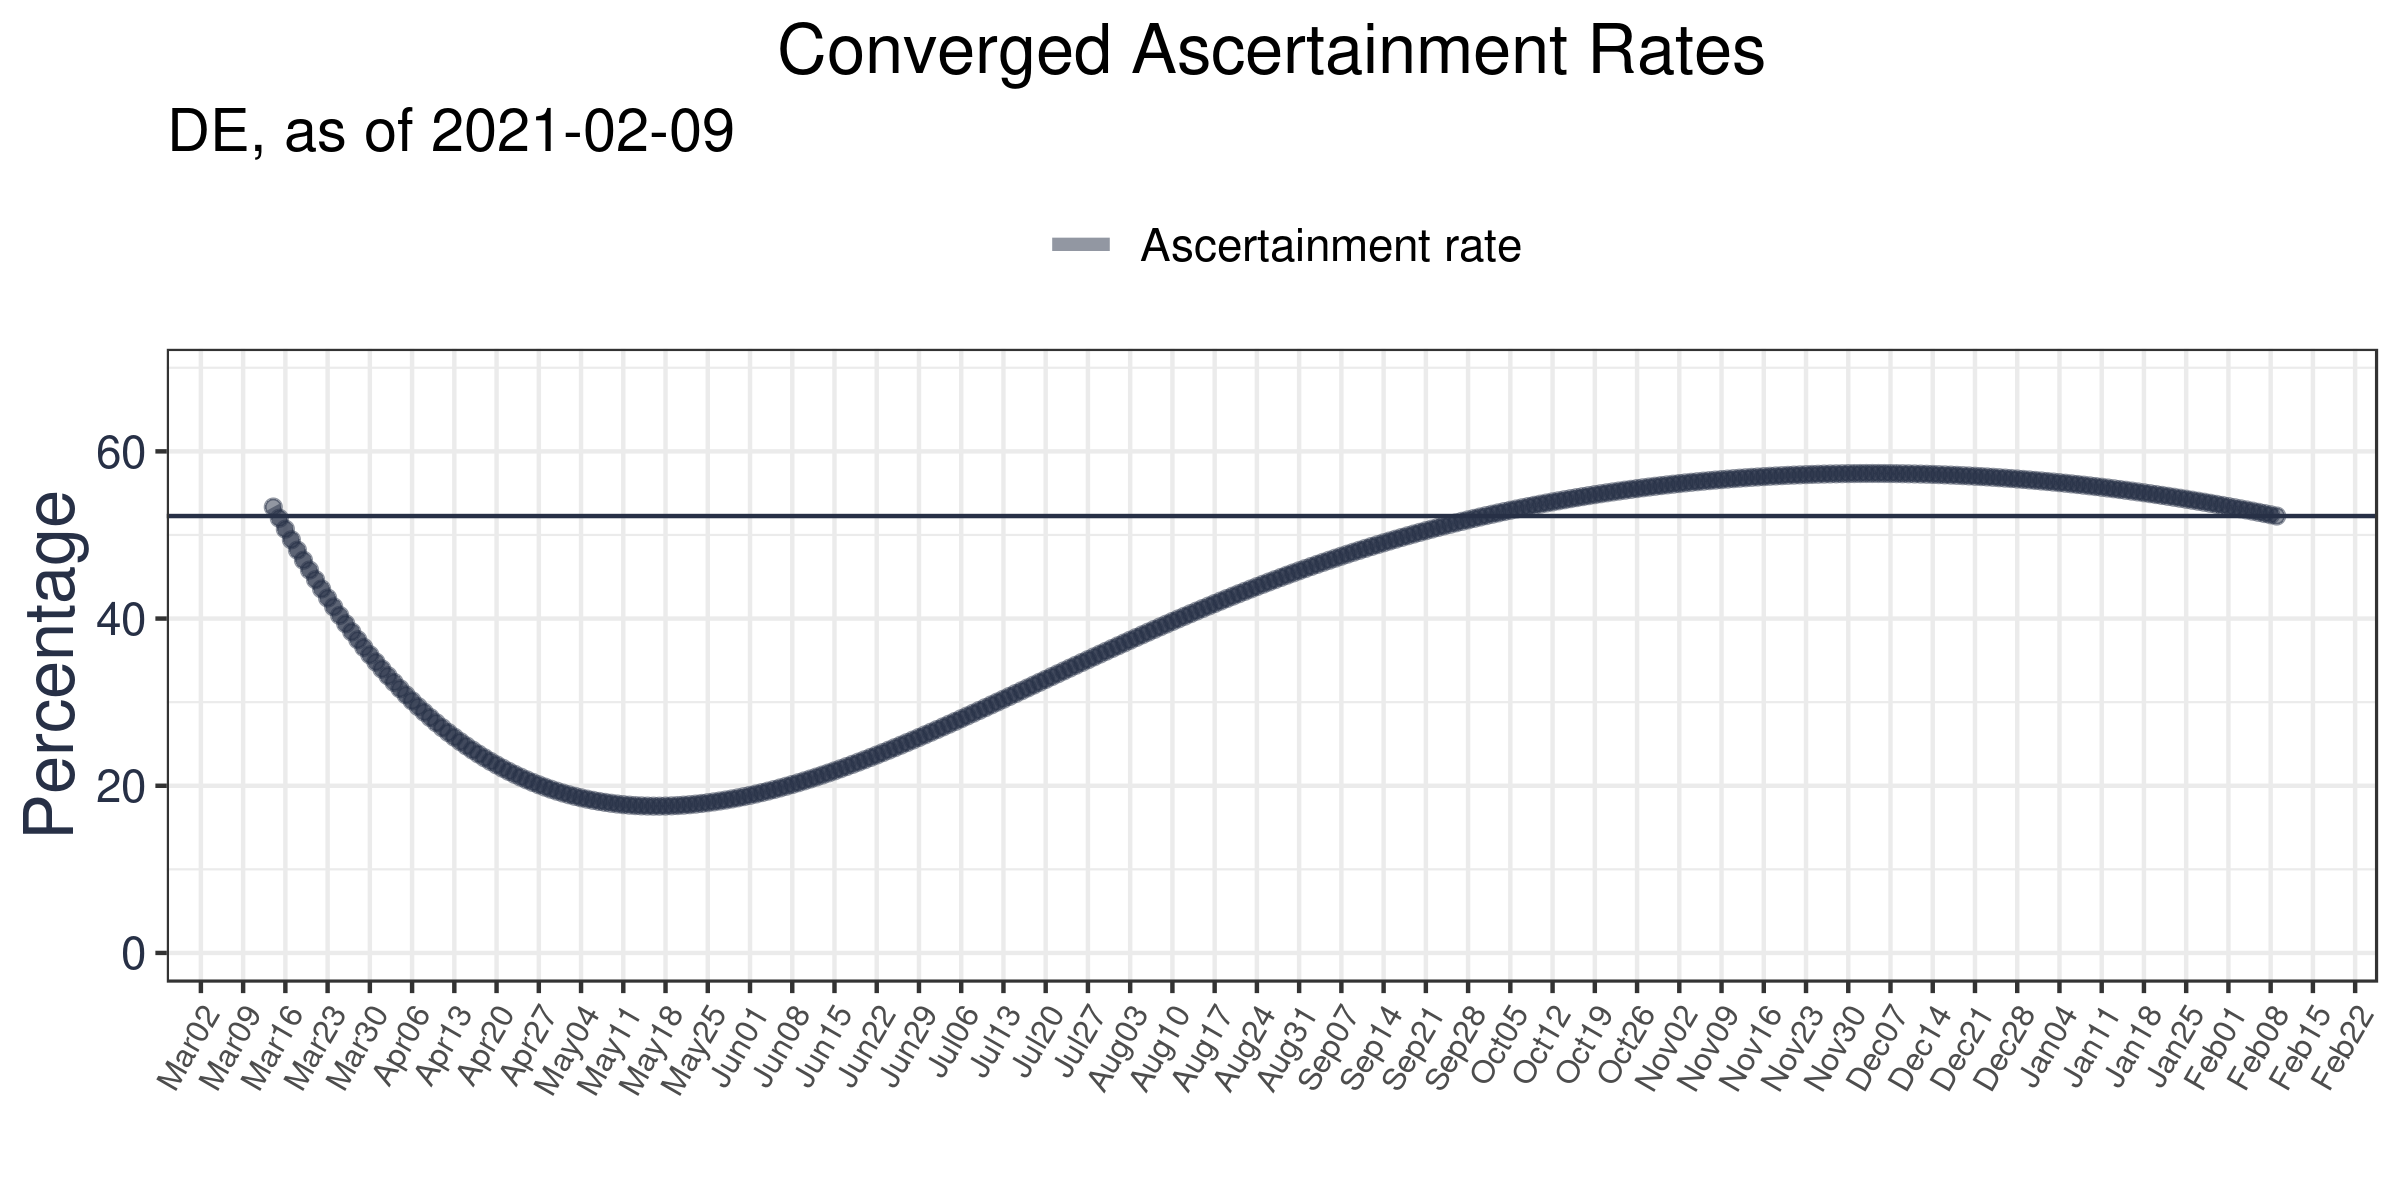 Converged Ascertainment Rates
DE, as of 2021-02-09
Ascertainment rate
Percentage
60
40
20
0
Mar02 Mar09 Mar16 Mar23 Mar30 Apr06 Apr13 Apr20 Apr27 May04 May11 May18 May25 Jun01 Jun08 Jun15 Jun22 Jun29 Jul06 Jul13 Jul20 Jul27 Aug03 Aug10 Aug17 Aug24 Aug31 Sep07 Sep14 Sep21 Sep28 Oct05 Oct12 Oct19 Oct26 Nov02 Nov09 Nov16 Nov23 Nov30 Dec07 Dec14 Dec21 Dec28 Jan04 Jan11 Jan18 Jan25 Feb01 Feb08 Feb15 Feb22